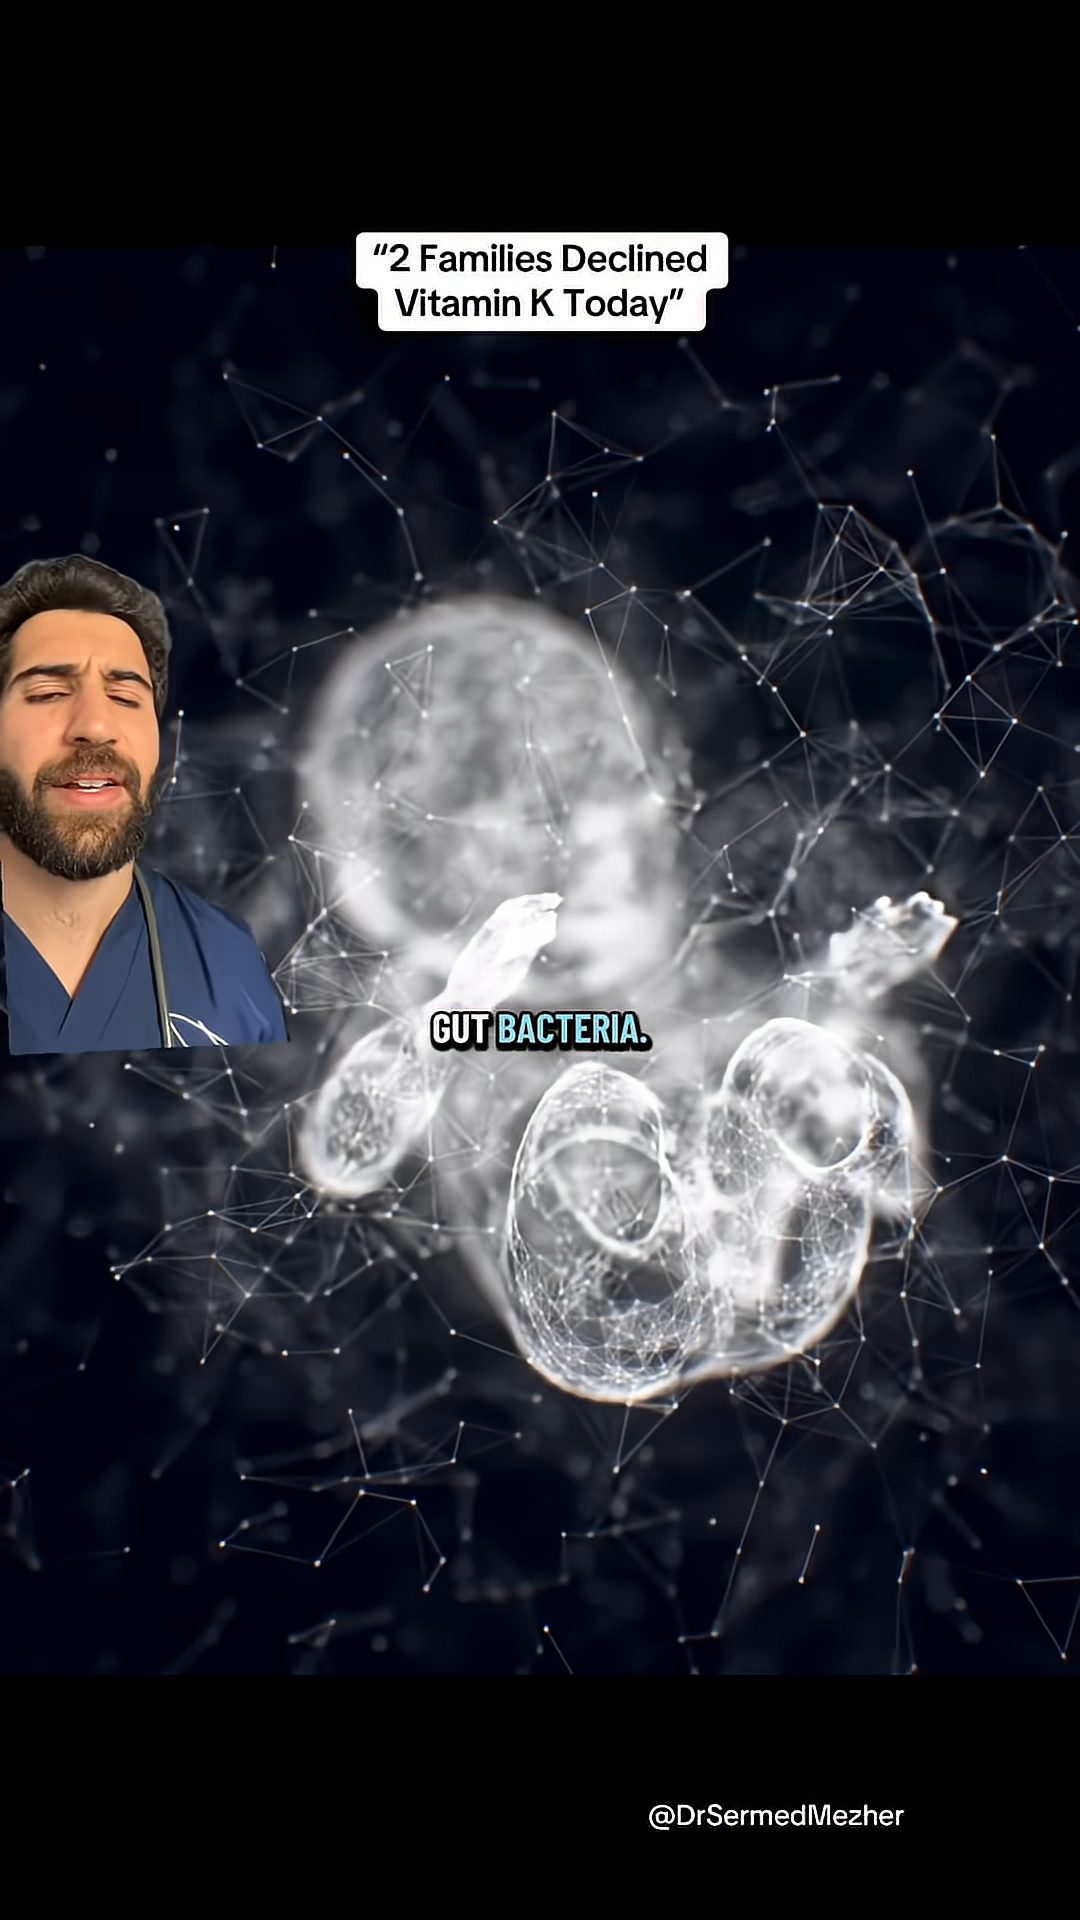 “2 Families Declined
Vitamin K Today”
GUT BACTERIA.
@DrSermedMezher